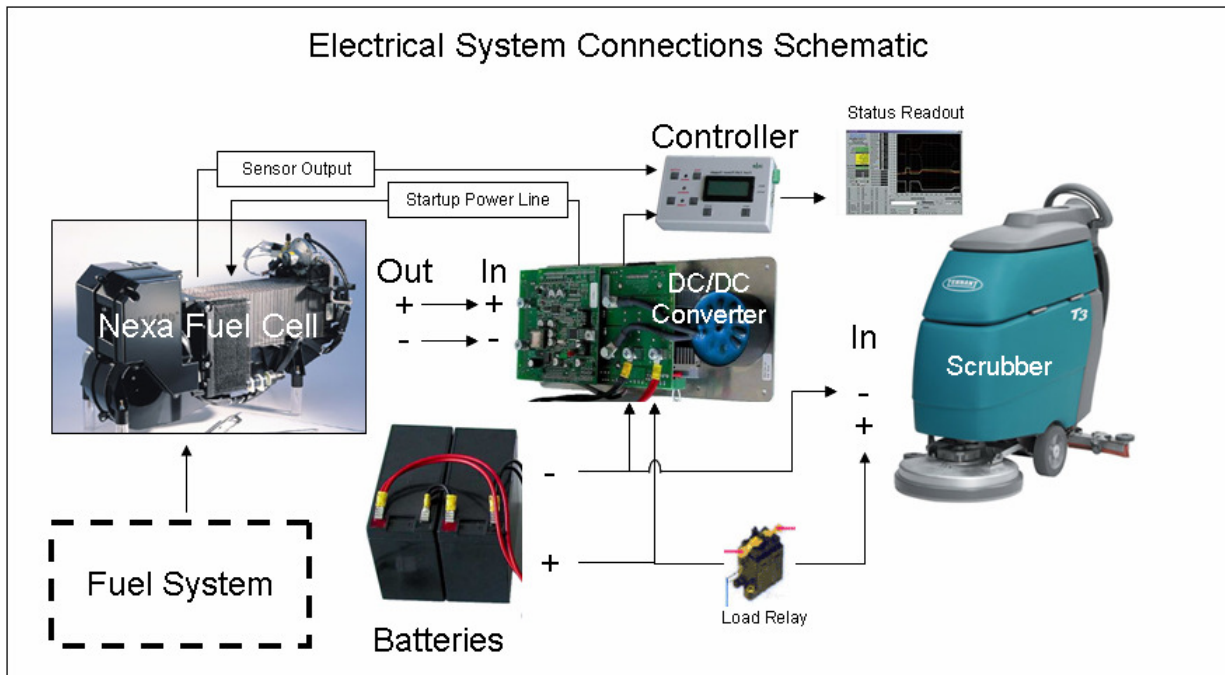 Electrical System Connections Schematic
Status Readout
Controller
Sensor Output
Startup Power Line
Out
In
+
+
-
-
DC/DC
Converter
Nexa Fuel Cell
TENNANT
T3
In
-
+
Scrubber
-
+
Load Relay
Batteries
Fuel System